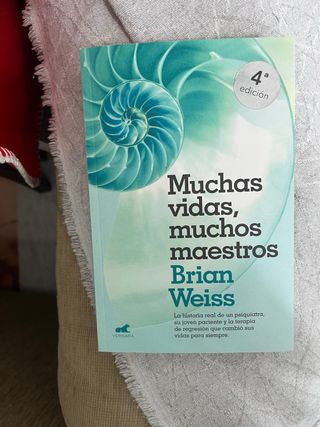 4ª
edición
Muchas
vidas,
muchos
maestros
Brian
Weiss
La historia real de un psiquiatra,
su joven paciente y la terapia
de regresión que cambió sus
vidas para siempre.
VERGARA